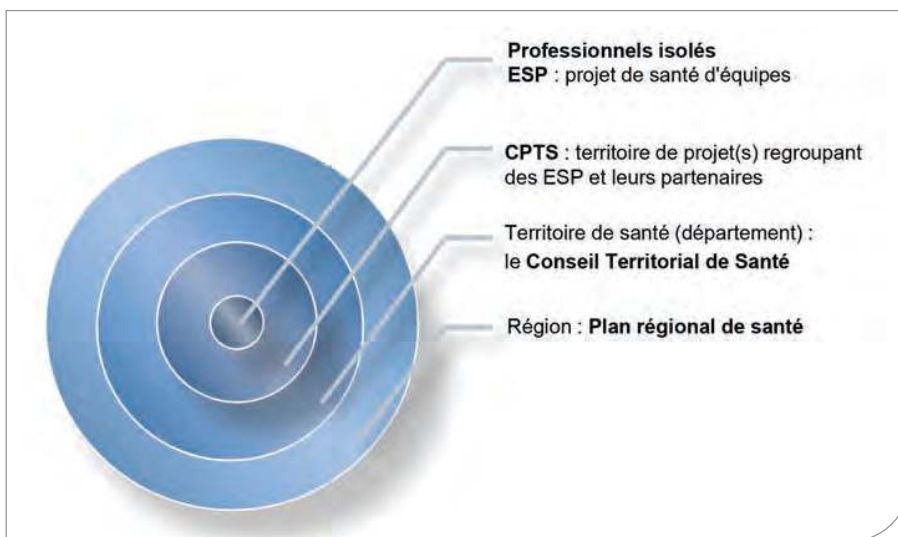 Professionnels isolés
ESP : projet de santé d'équipes
CPTS : territoire de projet(s) regroupant
des ESP et leurs partenaires
Territoire de santé (département) :
le Conseil Territorial de Santé
Région : Plan régional de santé